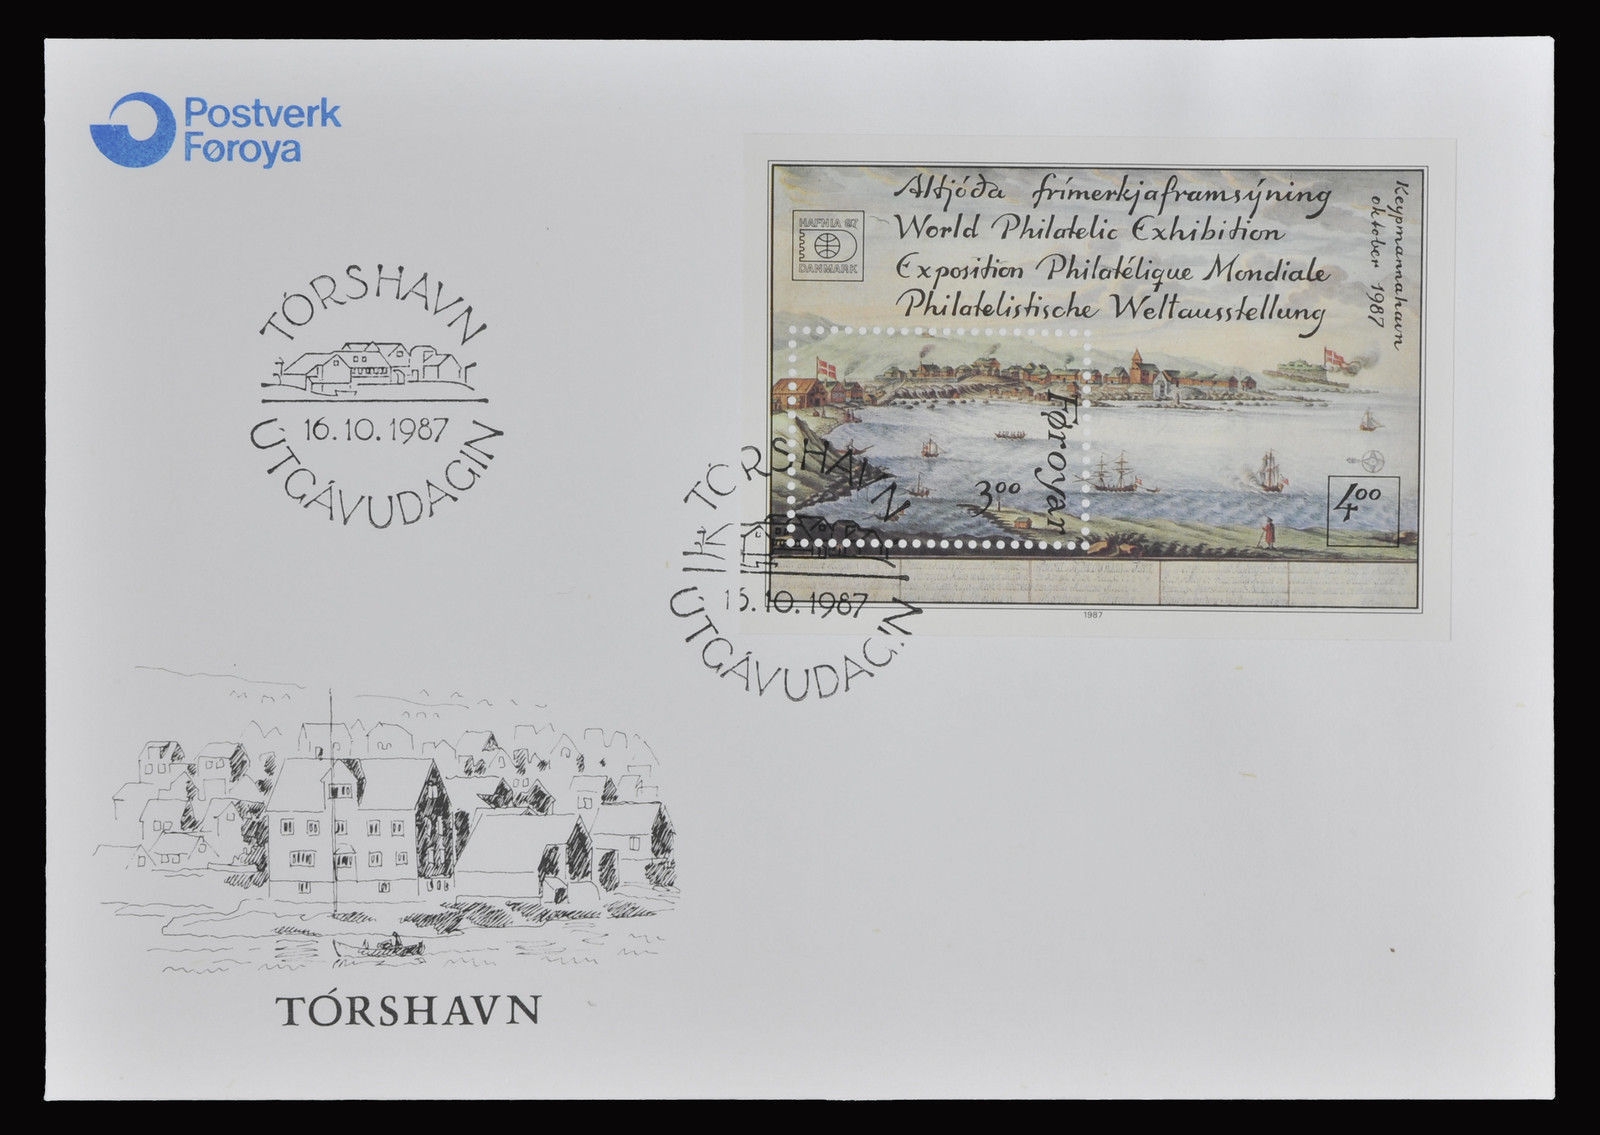 Postverk
Føroya
TÓRSHAVN
16.10.1987
ÚTGÁVUDAGIN
Altjóða frímerkjaframsýning
World Philatelic Exhibition
Exposition Philatélique Mondiale
Philatelistische Weltausstellung
Keypmannahavn
oktober 1987
HAFNIA 87
DANMARK
Føroyar
3⁰⁰
4⁰⁰
1987
TÓRSHAVN
15.10.1987
ÚTGÁVUDAGIN
TÓRSHAVN